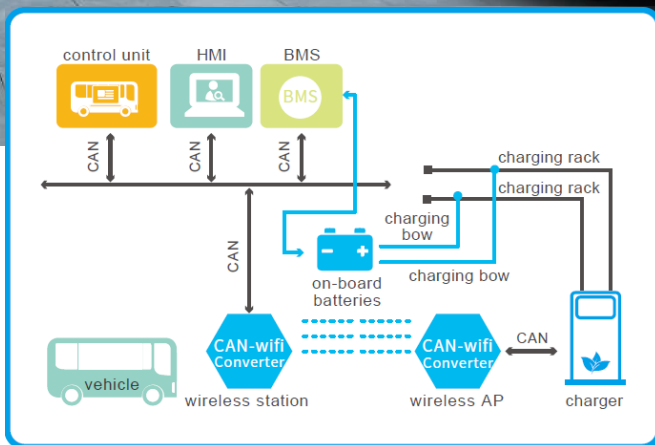 control unit
HMI
BMS
BMS
CAN
CAN
CAN
charging rack
charging rack
charging
bow
charging bow
CAN
on-board
batteries
CAN-wifi
Converter
CAN-wifi
Converter
CAN
vehicle
wireless station
wireless AP
charger